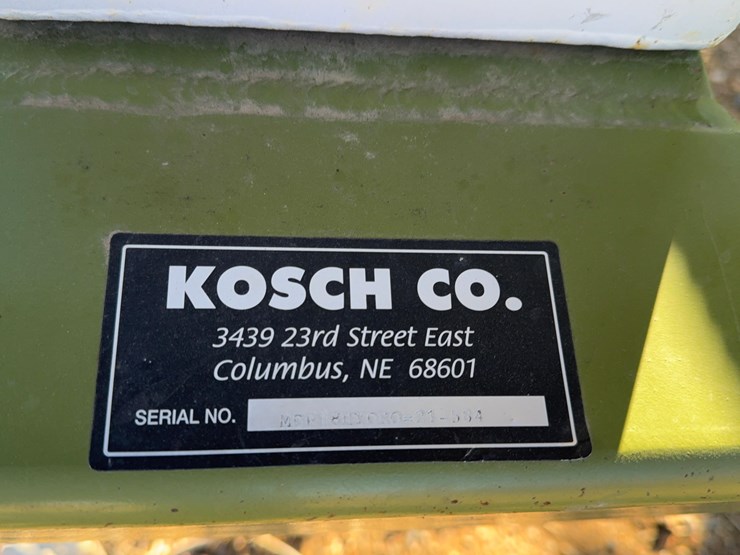 KOSCH CO.
3439 23rd Street East
Columbus, NE 68601
SERIAL NO.